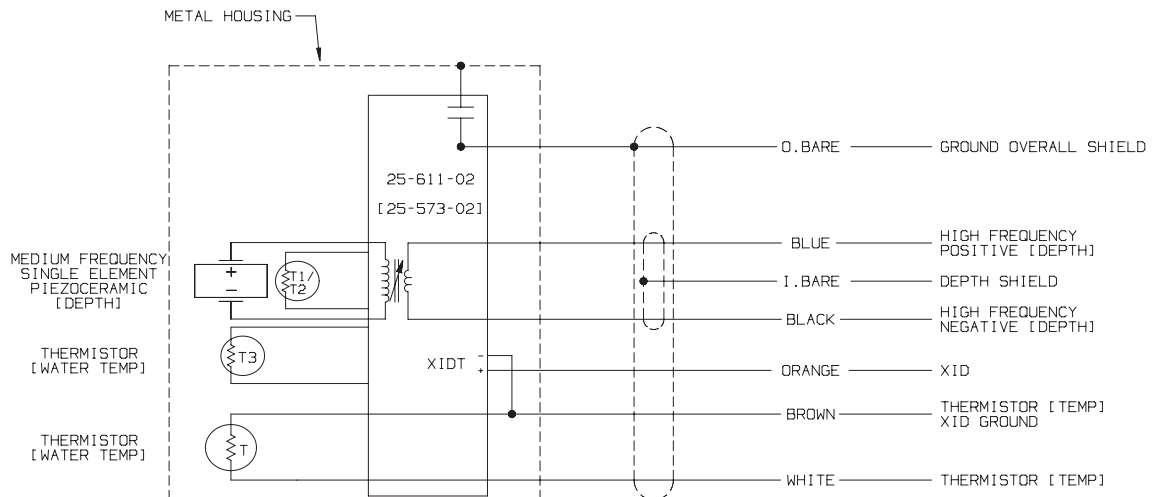 METAL HOUSING
O.BARE GROUND OVERALL SHIELD
25-611-02
[25-573-02]
MEDIUM FREQUENCY
SINGLE ELEMENT
PIEZOCERAMIC
[DEPTH]
+
-
T1/
T2
BLUE HIGH FREQUENCY
POSITIVE [DEPTH]
I.BARE DEPTH SHIELD
BLACK HIGH FREQUENCY
NEGATIVE [DEPTH]
THERMISTOR
[WATER TEMP]
T3
XIDT
-
+
ORANGE XID
BROWN THERMISTOR [TEMP]
XID GROUND
THERMISTOR
[WATER TEMP]
T
WHITE THERMISTOR [TEMP]